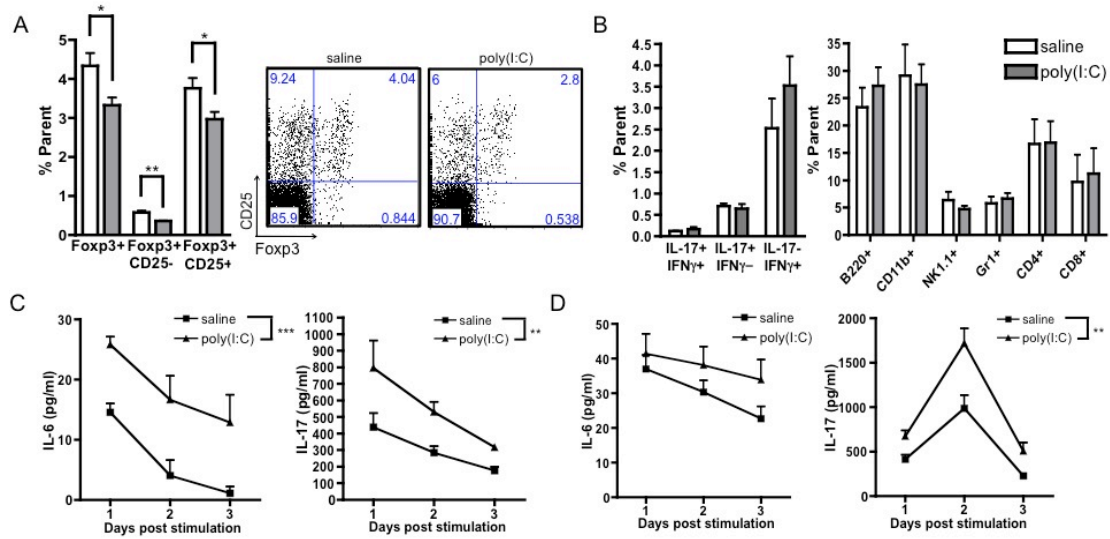 A
5
4
3
2
1
0
% Parent
*
**
*
Foxp3+ Foxp3+ Foxp3+
CD25- CD25+
saline
9.24
4.04
85.9
0.844
poly(I:C)
6
2.8
90.7
0.538
CD25
Foxp3
B
4.5
4.0
3.5
3.0
2.5
2.0
1.5
1.0
0.5
0.0
% Parent
IL-17+ IL-17+ IL-17-
IFNγ+ IFNγ– IFNγ+
35
30
25
20
15
10
5
0
% Parent
B220+
CD11b+
NK1.1+
Gr1+
CD4+
CD8+
saline
poly(I:C)
C
30
20
10
0
IL-6 (pg/ml)
saline
poly(I:C)
***
1 2 3
Days post stimulation
1100
1000
900
800
700
600
500
400
300
200
100
0
IL-17 (pg/ml)
saline
poly(I:C)
**
1 2 3
Days post stimulation
D
50
40
30
20
10
0
IL-6 (pg/ml)
saline
poly(I:C)
1 2 3
Days post stimulation
2000
1500
1000
500
0
IL-17 (pg/ml)
saline
poly(I:C)
**
1 2 3
Days post stimulation